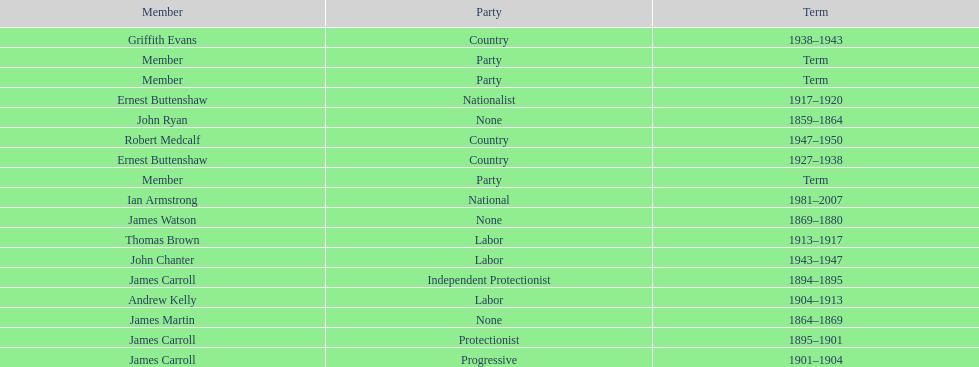 Member Party Term
Griffith Evans Country 1938–1943
Member Party Term
Member Party Term
Ernest Buttenshaw Nationalist 1917–1920
John Ryan None 1859–1864
Robert Medcalf Country 1947–1950
Ernest Buttenshaw Country 1927–1938
Member Party Term
Ian Armstrong National 1981–2007
James Watson None 1869–1880
Thomas Brown Labor 1913–1917
John Chanter Labor 1943–1947
James Carroll Independent Protectionist 1894–1895
Andrew Kelly Labor 1904–1913
James Martin None 1864–1869
James Carroll Protectionist 1895–1901
James Carroll Progressive 1901–1904